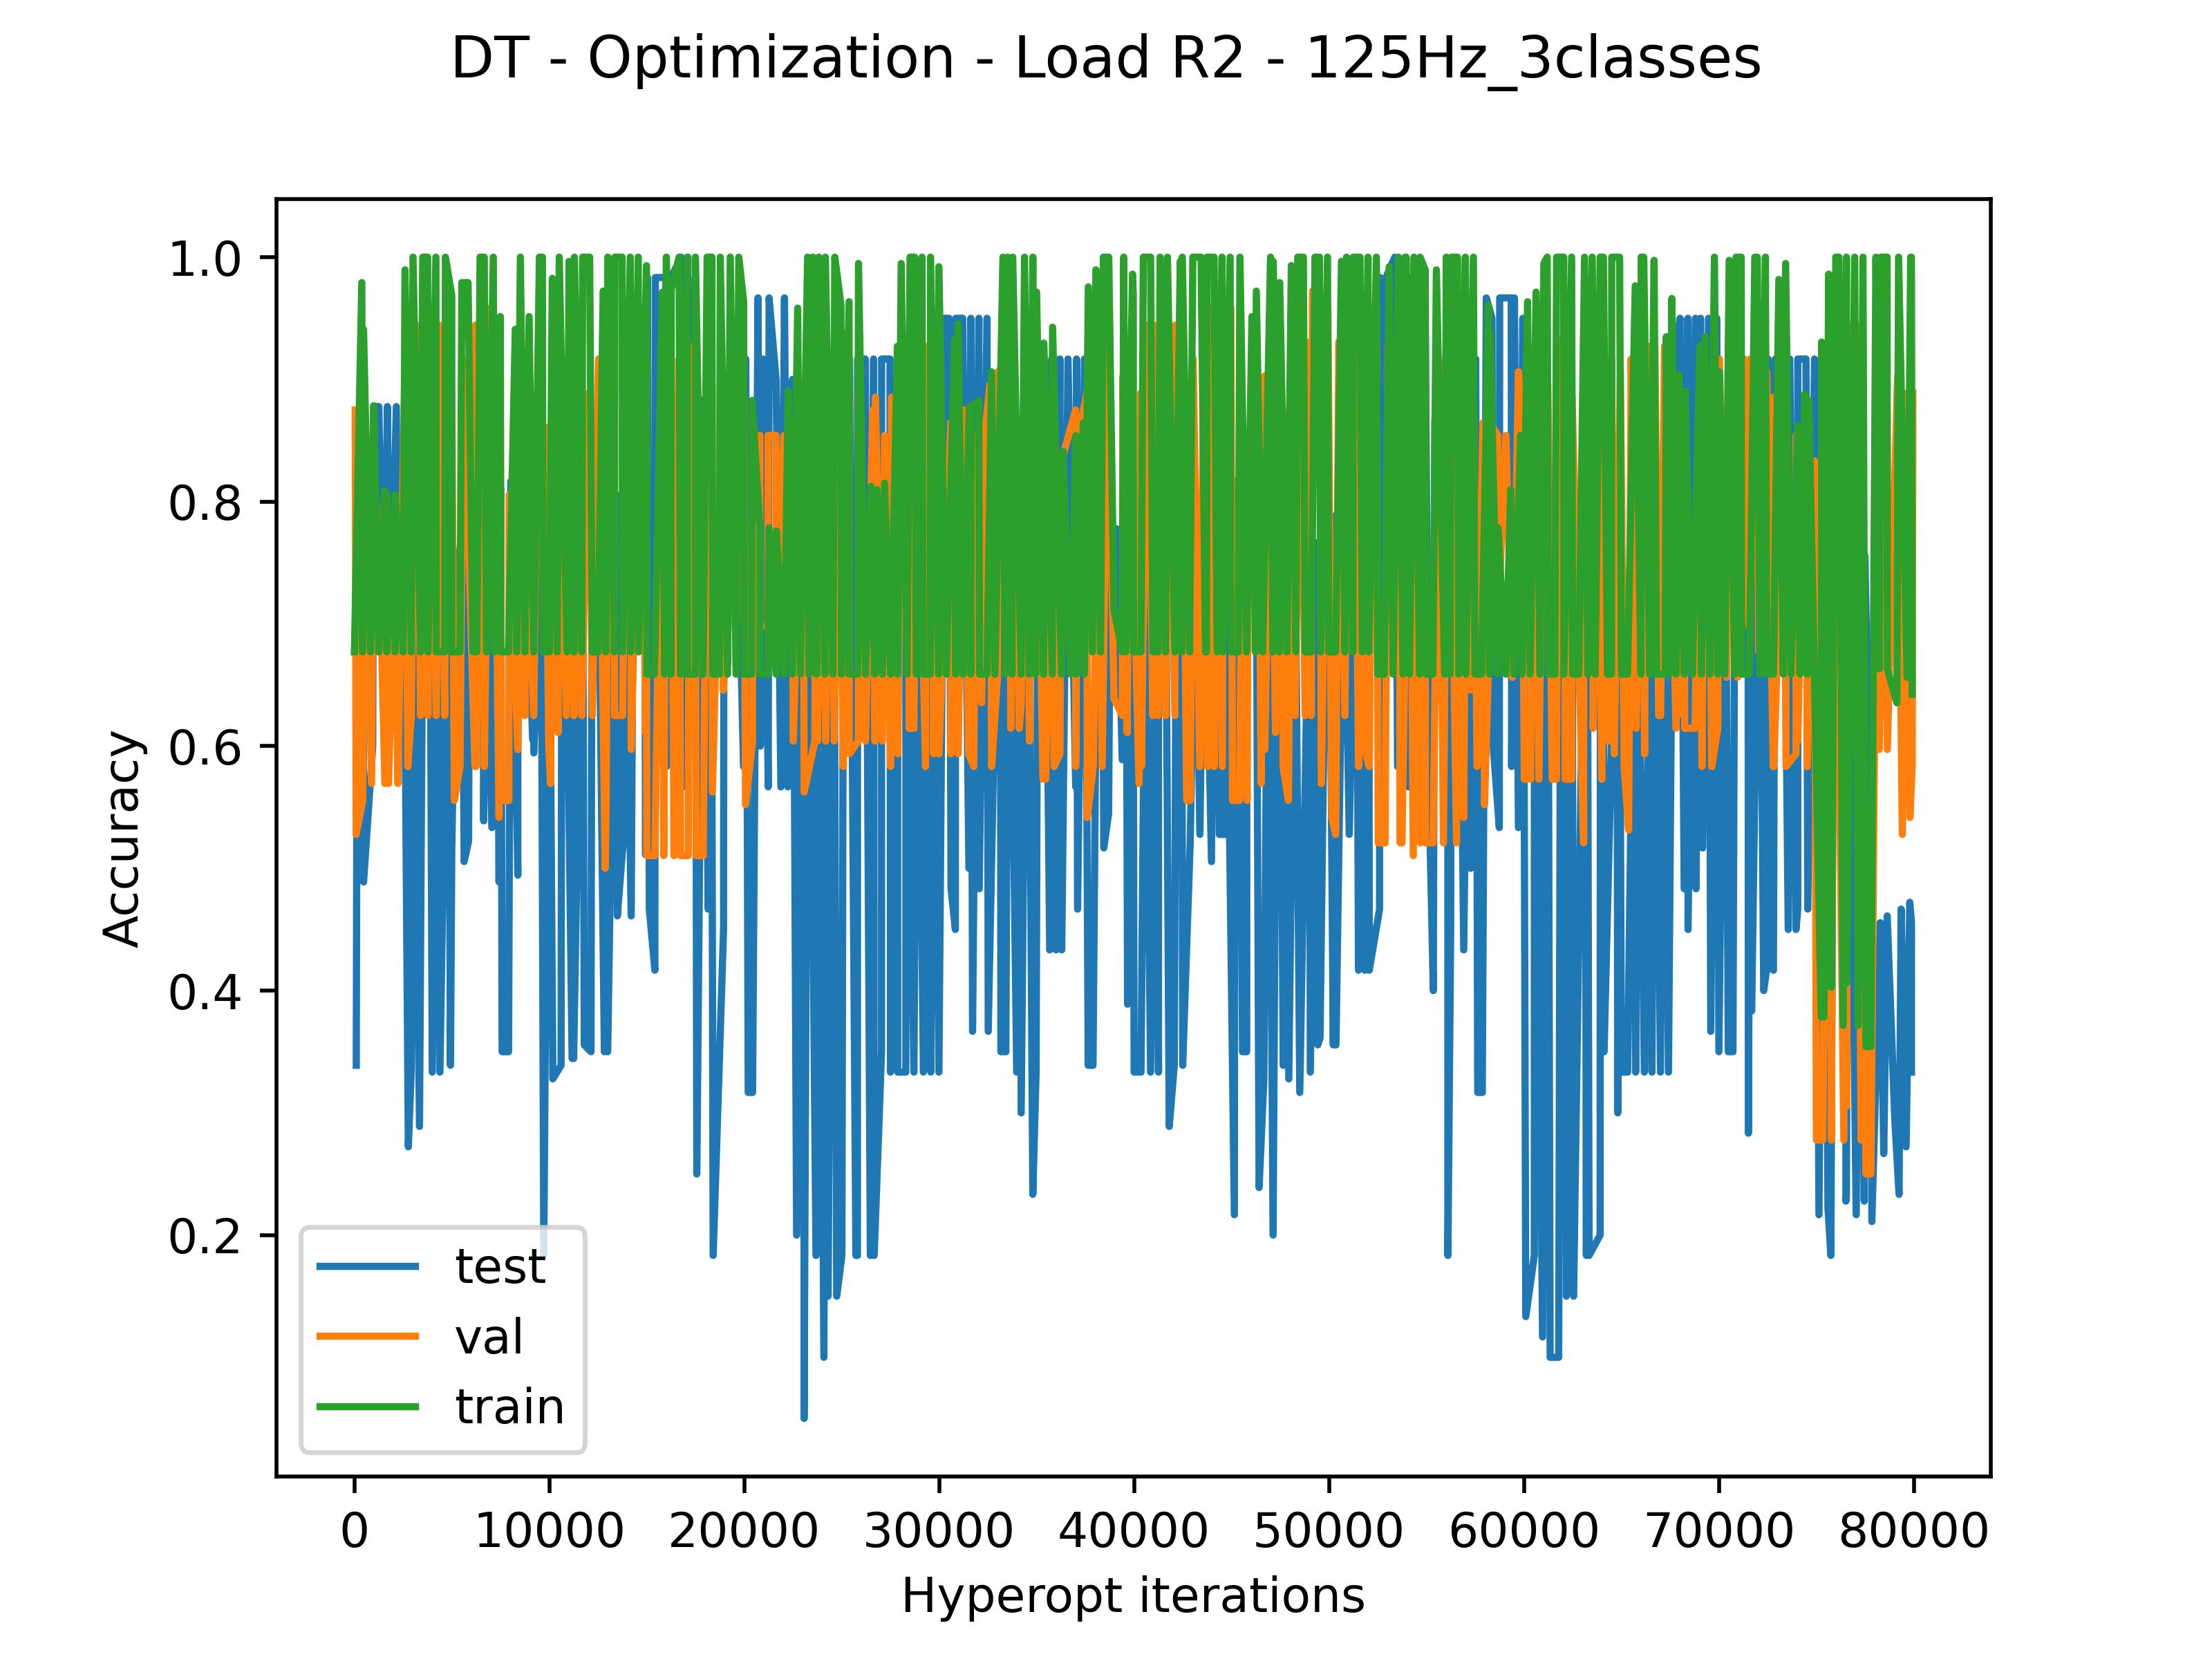 DT - Optimization - Load R2 - 125Hz_3classes
1.0
0.8
0.6
0.4
0.2
Accuracy
test
val
train
0 10000 20000 30000 40000 50000 60000 70000 80000
Hyperopt iterations